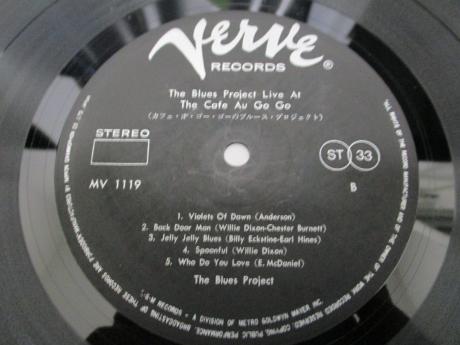 Verve
RECORDS ®
The Blues Project Live At
The Cafe Au Go Go
(カフェ・オ・ゴー・ゴーのブルース・プロジェクト)
STEREO
ST 33
MV 1119
B
1. Violets Of Dawn (Anderson)
2. Back Door Man (Willie Dixon-Chester Burnett)
3. Jelly Jelly Blues (Billy Eckstine-Earl Hines)
4. Spoonful (Willie Dixon)
5. Who Do You Love (E. McDaniel)
The Blues Project
RECORDS - A DIVISION OF METRO GOLDWYN MAYER INC.